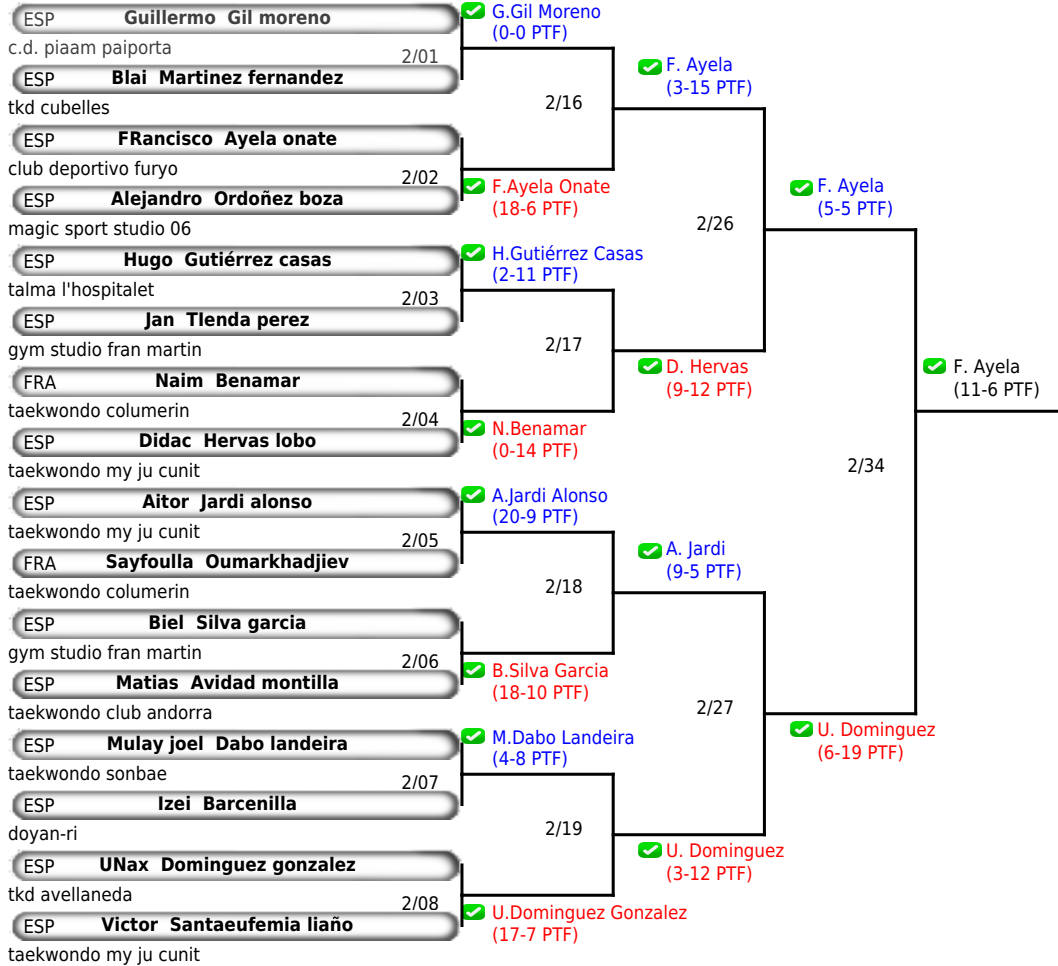 ESP Guillermo Gil moreno
c.d. piaam paiporta
2/01
ESP Blai Martinez fernandez
tkd cubelles
ESP FRancisco Ayela onate
club deportivo furyo
2/02
ESP Alejandro Ordoñez boza
magic sport studio 06
ESP Hugo Gutiérrez casas
talma l'hospitalet
2/03
ESP Jan Tlenda perez
gym studio fran martin
FRA Naim Benamar
taekwondo columerin
2/04
ESP Didac Hervas lobo
taekwondo my ju cunit
ESP Aitor Jardi alonso
taekwondo my ju cunit
2/05
FRA Sayfoulla Oumarkhadjiev
taekwondo columerin
ESP Biel Silva garcia
gym studio fran martin
2/06
ESP Matias Avidad montilla
taekwondo club andorra
ESP Mulay joel Dabo landeira
taekwondo sonbae
2/07
ESP Izei Barcenilla
doyan-ri
ESP UNax Dominguez gonzalez
tkd avellaneda
2/08
ESP Victor Santaeufemia liaño
taekwondo my ju cunit
G.Gil Moreno
(0-0 PTF)
2/16
F.Ayela Onate
(18-6 PTF)
H.Gutiérrez Casas
(2-11 PTF)
2/17
N.Benamar
(0-14 PTF)
A.Jardi Alonso
(20-9 PTF)
2/18
B.Silva Garcia
(18-10 PTF)
M.Dabo Landeira
(4-8 PTF)
2/19
U.Dominguez Gonzalez
(17-7 PTF)
F. Ayela
(3-15 PTF)
2/26
D. Hervas
(9-12 PTF)
A. Jardi
(9-5 PTF)
2/27
U. Dominguez
(3-12 PTF)
F. Ayela
(5-5 PTF)
2/34
U. Dominguez
(6-19 PTF)
F. Ayela
(11-6 PTF)